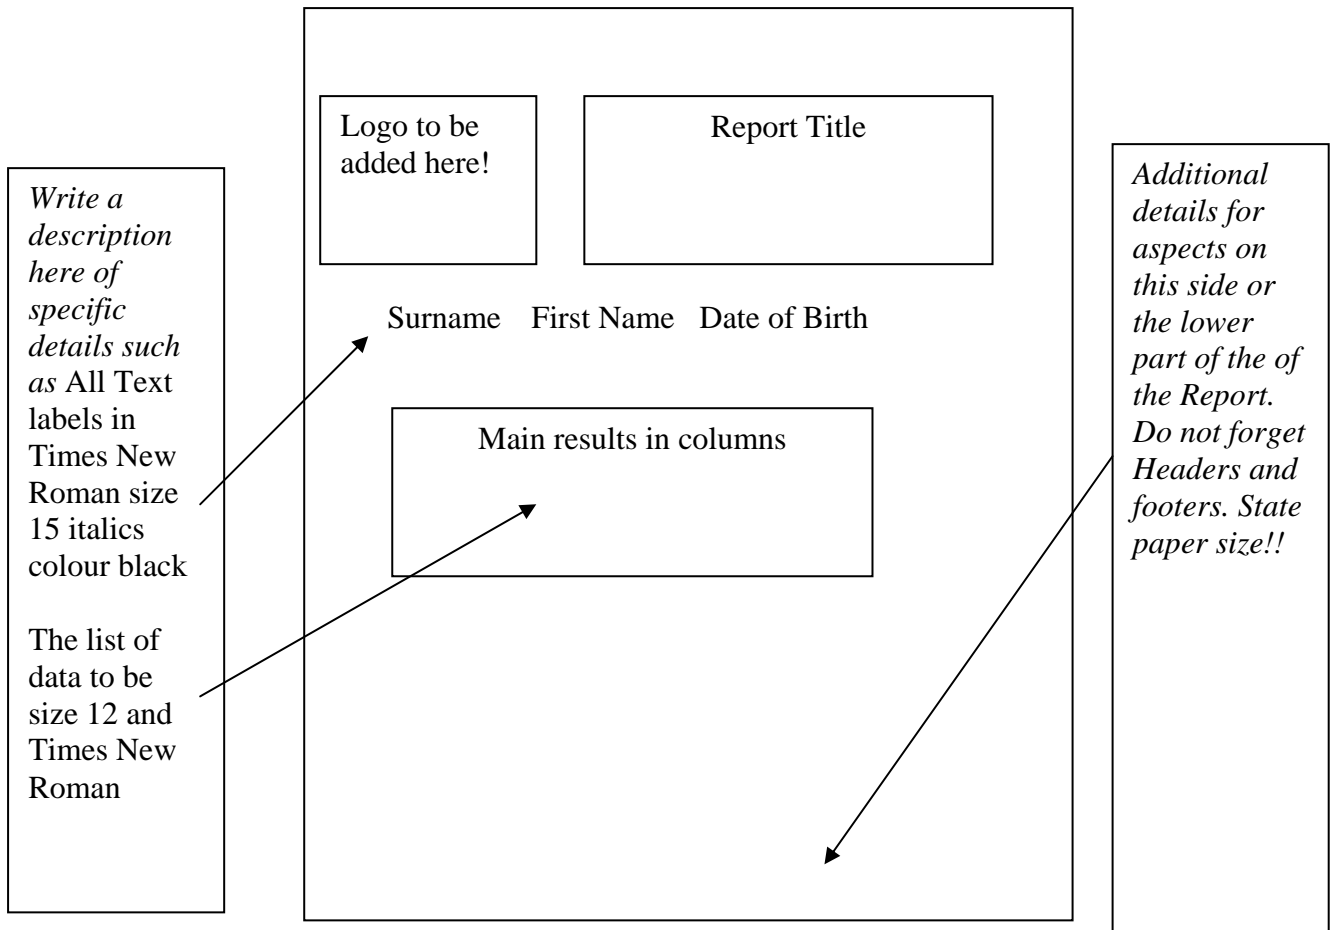 Logo to be
added here!
Report Title
Write a
description
here of
specific
details such
as All Text
labels in
Times New
Roman size
15 italics
colour black
The list of
data to be
size 12 and
Times New
Roman
Surname First Name Date of Birth
Main results in columns
Additional
details for
aspects on
this side or
the lower
part of the of
the Report.
Do not forget
Headers and
footers. State
paper size!!